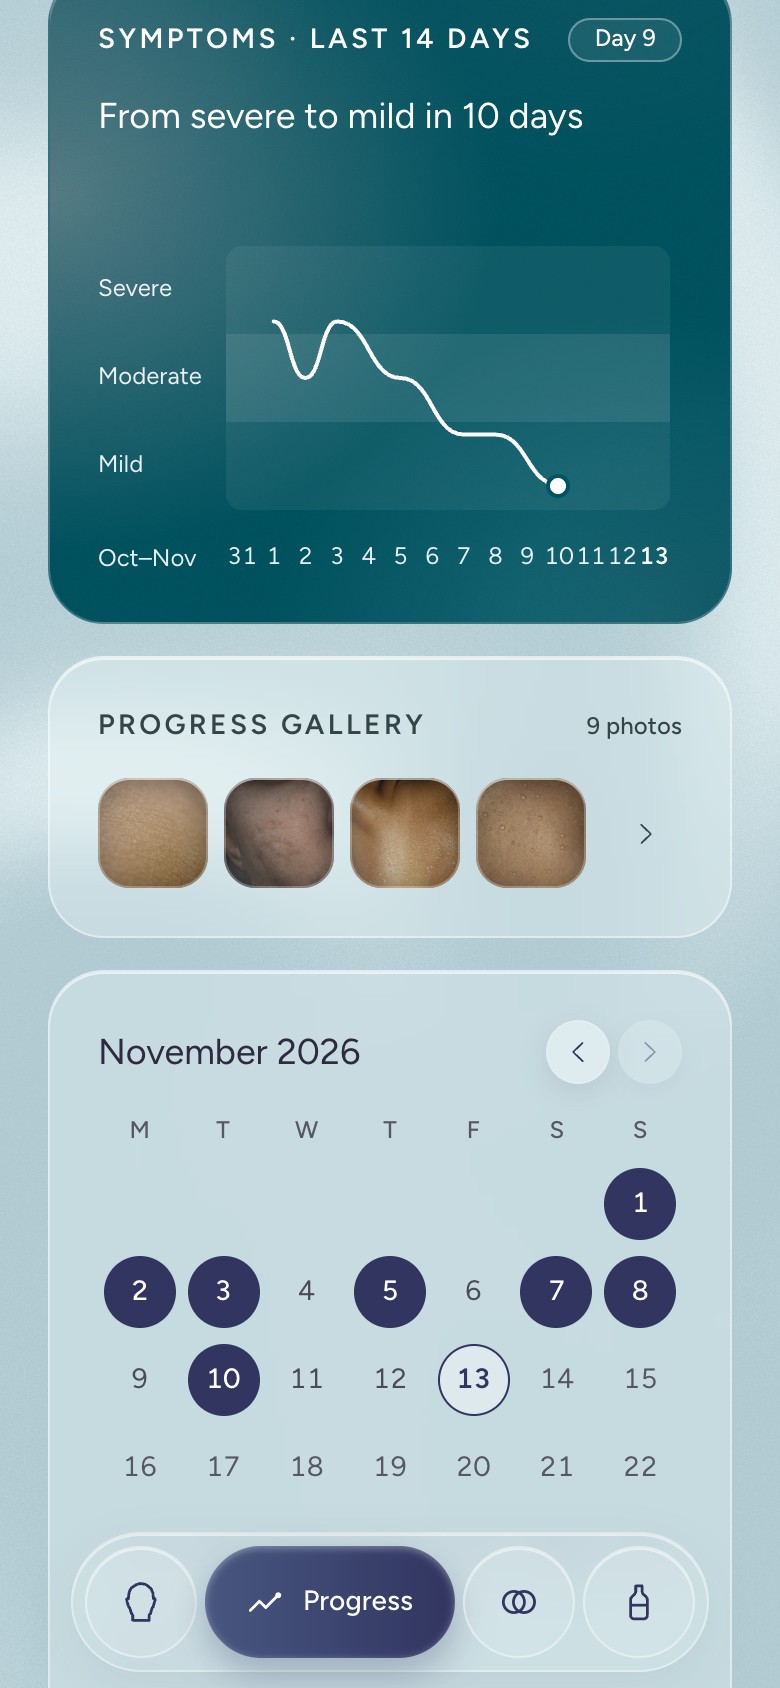 SYMPTOMS · LAST 14 DAYS Day 9
From severe to mild in 10 days
Severe
Moderate
Mild
Oct–Nov 31 1 2 3 4 5 6 7 8 9 10 11 12 13
PROGRESS GALLERY 9 photos
November 2026
M T W T F S S
1
2 3 4 5 6 7 8
9 10 11 12 13 14 15
16 17 18 19 20 21 22
Progress